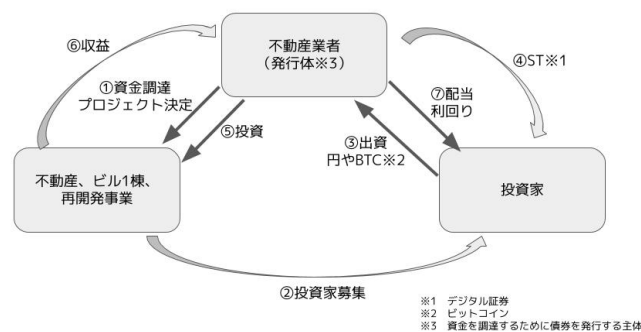 ⑥収益
不動産業者
(発行体※3)
④ST※1
①資金調達
プロジェクト決定
⑦配当
利回り
⑤投資
③出資
円やBTC※2
不動産、ビル1棟、
再開発事業
投資家
②投資家募集
※1 デジタル証券
※2 ビットコイン
※3 資金を調達するために債券を発行する主体